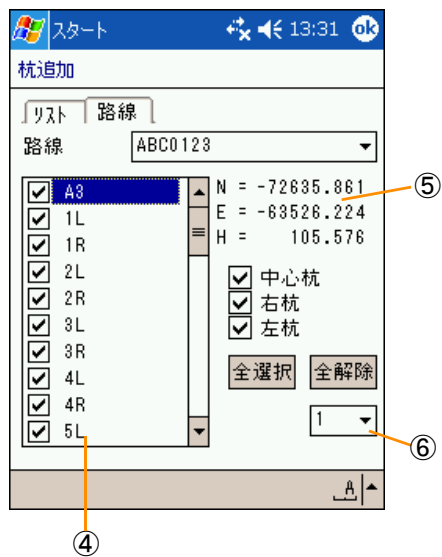 スタート 13:31 ok
杭追加
リスト 路線
路線 ABC0123
A3
1L
1R
2L
2R
3L
3R
4L
4R
5L
N = -72635.861
E = -63526.224
H = 105.576
⑤
中心杭
右杭
左杭
全選択 全解除
1
⑥
A
④